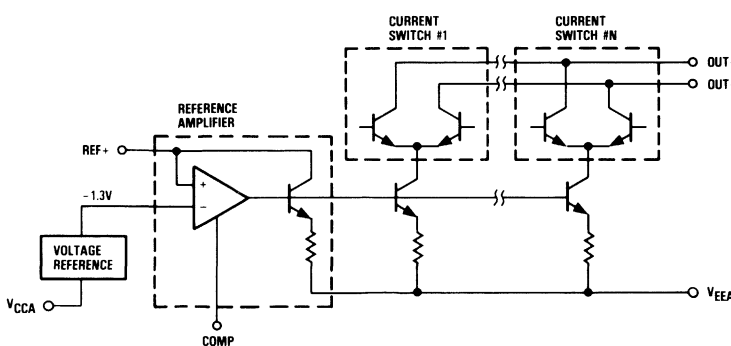 CURRENT
SWITCH #1
CURRENT
SWITCH #N
OUT
OUT
REFERENCE
AMPLIFIER
REF+
+
-1.3V
−
VOLTAGE
REFERENCE
VCCA
COMP
VEEA